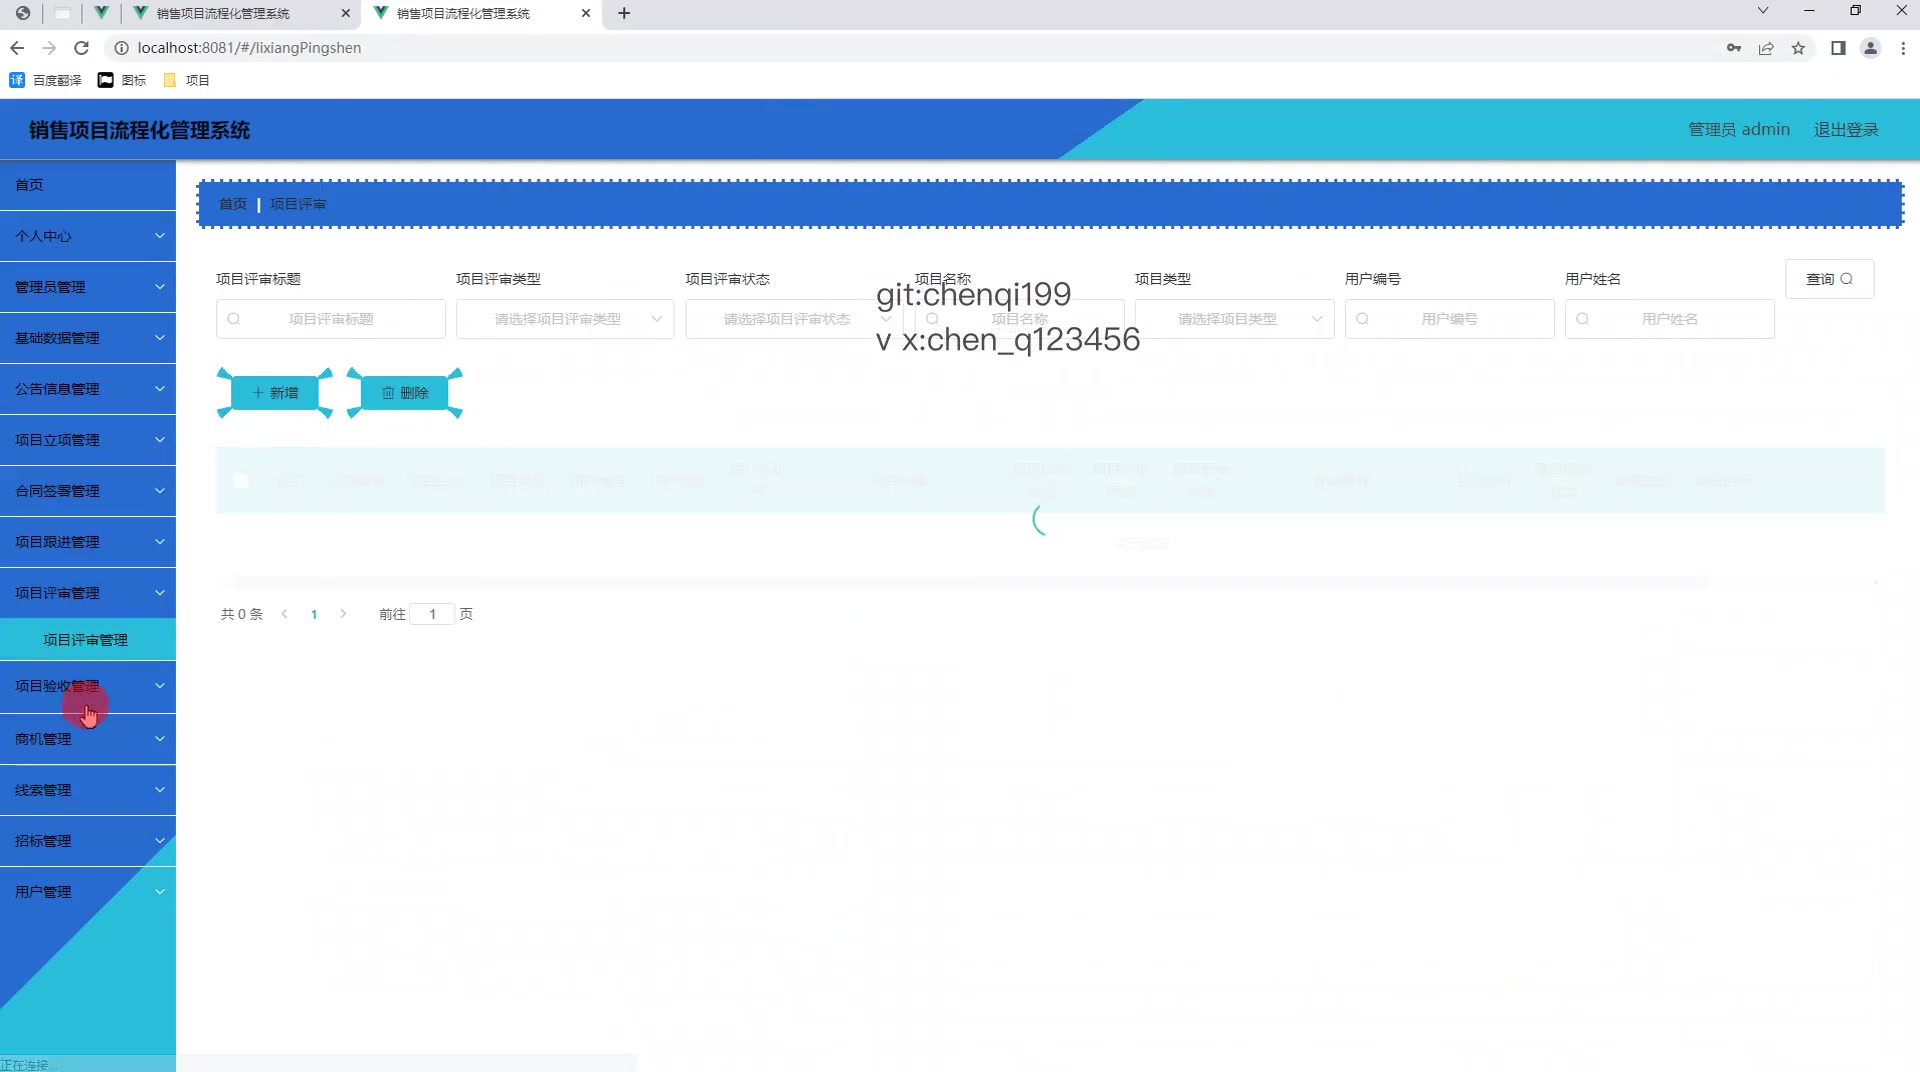 销售项目流程化管理系统
销售项目流程化管理系统
localhost:8081/#/lixiangPingshen
译 百度翻译 图标 项目
销售项目流程化管理系统
管理员 admin 退出登录
首页
个人中心
管理员管理
基础数据管理
公告信息管理
项目立项管理
合同签署管理
项目跟进管理
项目评审管理
项目评审管理
项目验收管理
商机管理
线索管理
招标管理
用户管理
首页 项目评审
项目评审标题 项目评审类型 项目评审状态 项目名称 项目类型 用户编号 用户姓名
查询
项目评审标题 请选择项目评审类型 请选择项目评审状态 项目名称 请选择项目类型 用户编号 用户姓名
git:chenqi199
v x:chen_q123456
新增 删除
暂无数据
共 0 条 1 前往 1 页
正在连接...